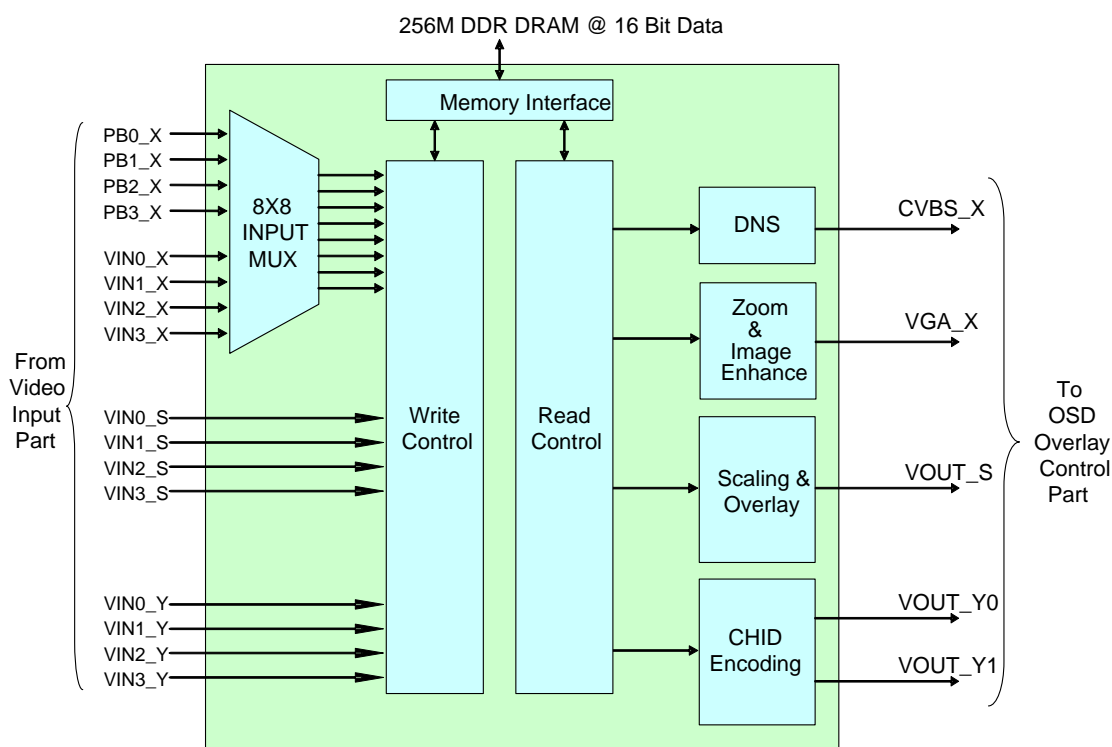 256M DDR DRAM @ 16 Bit Data
Memory Interface
PB0_X
PB1_X
PB2_X
PB3_X
VIN0_X
VIN1_X
VIN2_X
VIN3_X
8X8
INPUT
MUX
From
Video
Input
Part
VIN0_S
VIN1_S
VIN2_S
VIN3_S
VIN0_Y
VIN1_Y
VIN2_Y
VIN3_Y
Write
Control
Read
Control
DNS
Zoom
&
Image
Enhance
Scaling &
Overlay
CHID
Encoding
CVBS_X
VGA_X
VOUT_S
VOUT_Y0
VOUT_Y1
To
OSD
Overlay
Control
Part